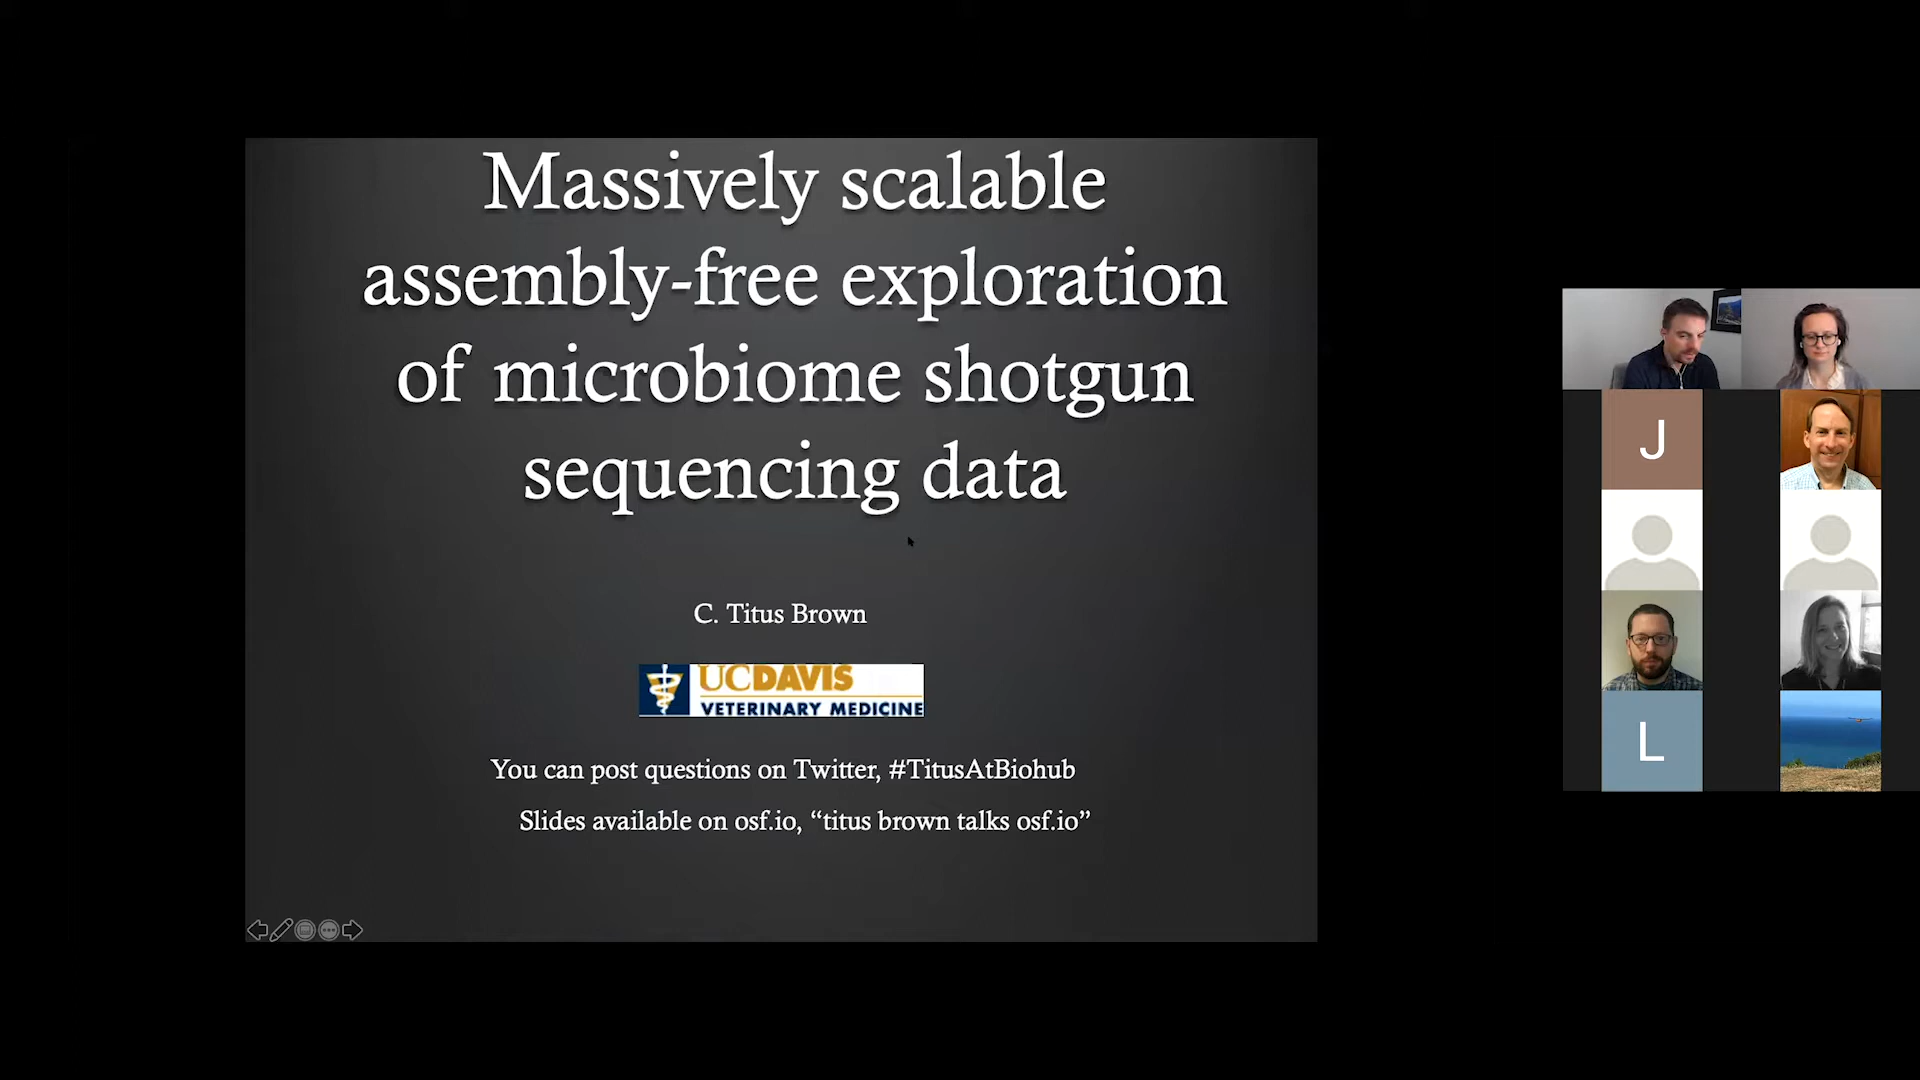 Massively scalable
assembly-free exploration
of microbiome shotgun
sequencing data
C. Titus Brown
UCDAVIS
VETERINARY MEDICINE
You can post questions on Twitter, #TitusAtBiohub
Slides available on osf.io, “titus brown talks osf.io”
J
L